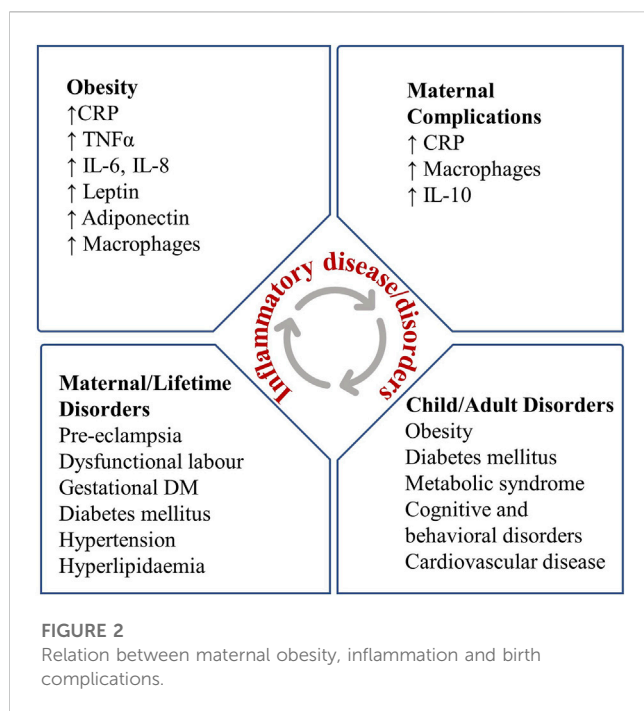 Obesity
↑CRP
↑ TNFα
↑ IL-6, IL-8
↑ Leptin
↑ Adiponectin
↑ Macrophages
Maternal
Complications
↑ CRP
↑ Macrophages
↑ IL-10
Inflammatory disease/disorders
Maternal/Lifetime
Disorders
Pre-eclampsia
Dysfunctional labour
Gestational DM
Diabetes mellitus
Hypertension
Hyperlipidaemia
Child/Adult Disorders
Obesity
Diabetes mellitus
Metabolic syndrome
Cognitive and
behavioral disorders
Cardiovascular disease
FIGURE 2
Relation between maternal obesity, inflammation and birth
complications.